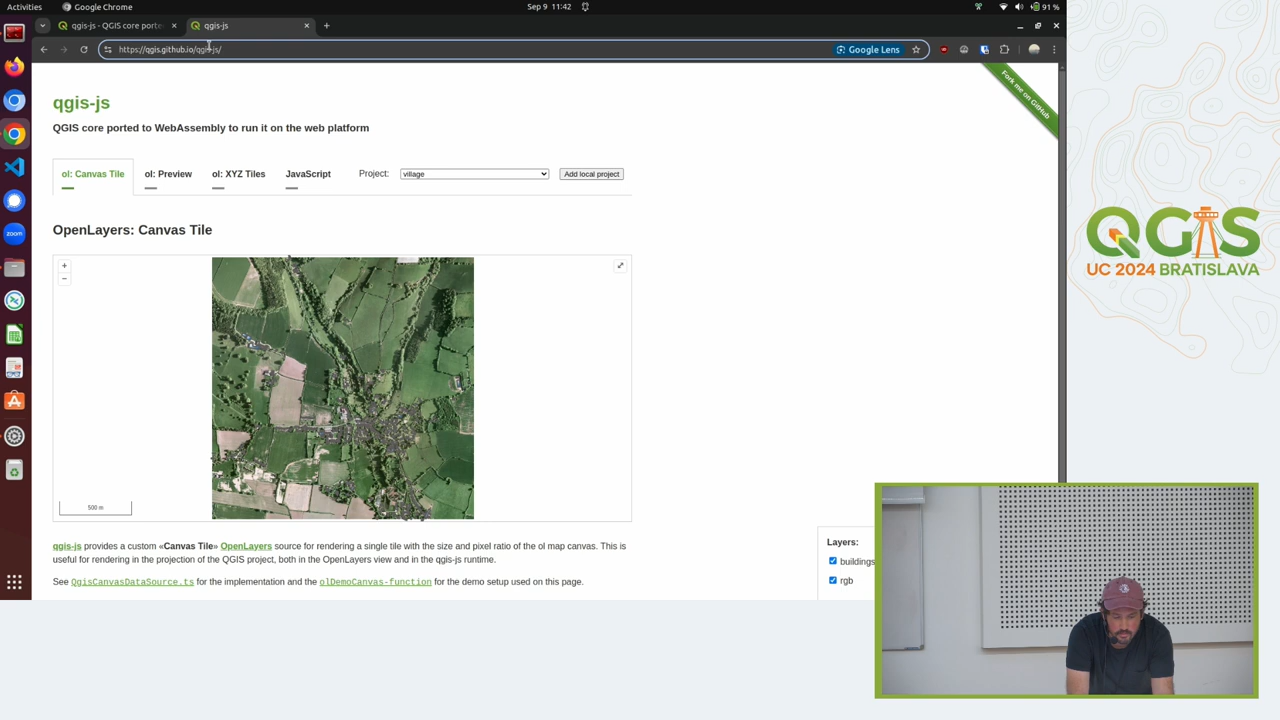 Activities
Google Chrome
Sep 9 11:42
91 %
qgis-js - QGIS core porte
qgis-js
https://qgis.github.io/qgis-js/
Google Lens
Fork me on GitHub
qgis-js
QGIS core ported to WebAssembly to run it on the web platform
ol: Canvas Tile
ol: Preview
ol: XYZ Tiles
JavaScript
Project:
village
Add local project
OpenLayers: Canvas Tile
+
−
500 m
qgis-js provides a custom «Canvas Tile» OpenLayers source for rendering a single tile with the size and pixel ratio of the ol map canvas. This is
useful for rendering in the projection of the QGIS project, both in the OpenLayers view and in the qgis-js runtime.
See QgisCanvasDataSource.ts for the implementation and the olDemoCanvas-function for the demo setup used on this page.
Layers:
buildings
rgb
zoom
QGIS
UC 2024 BRATISLAVA